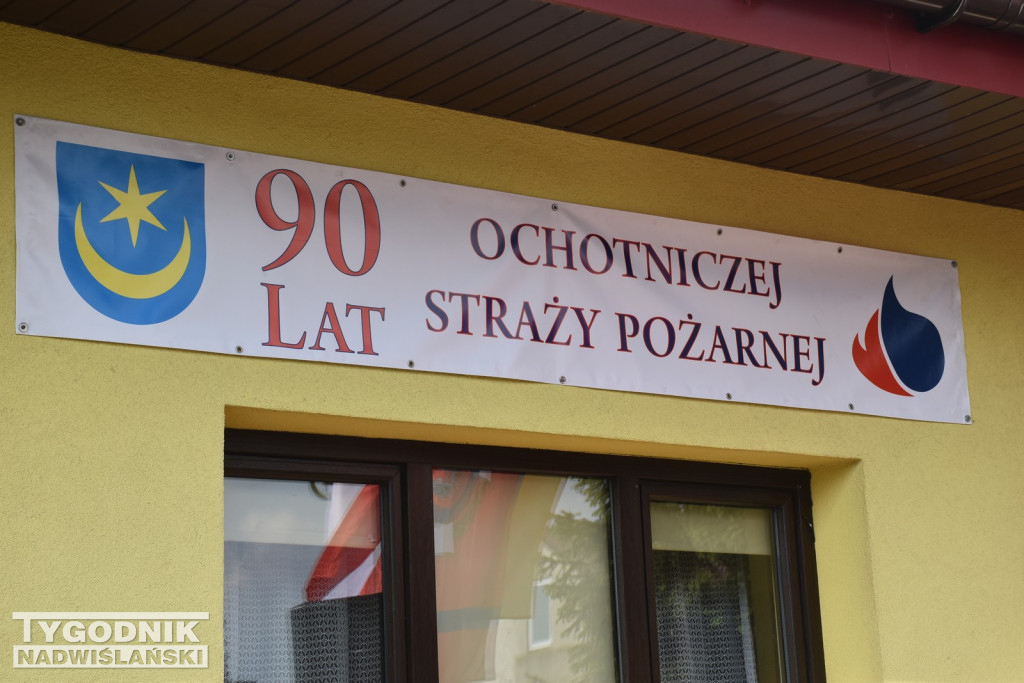 90
LAT
OCHOTNICZEJ
STRAŻY POŻARNEJ
TYGODNIK
NADWIŚLAŃSKI